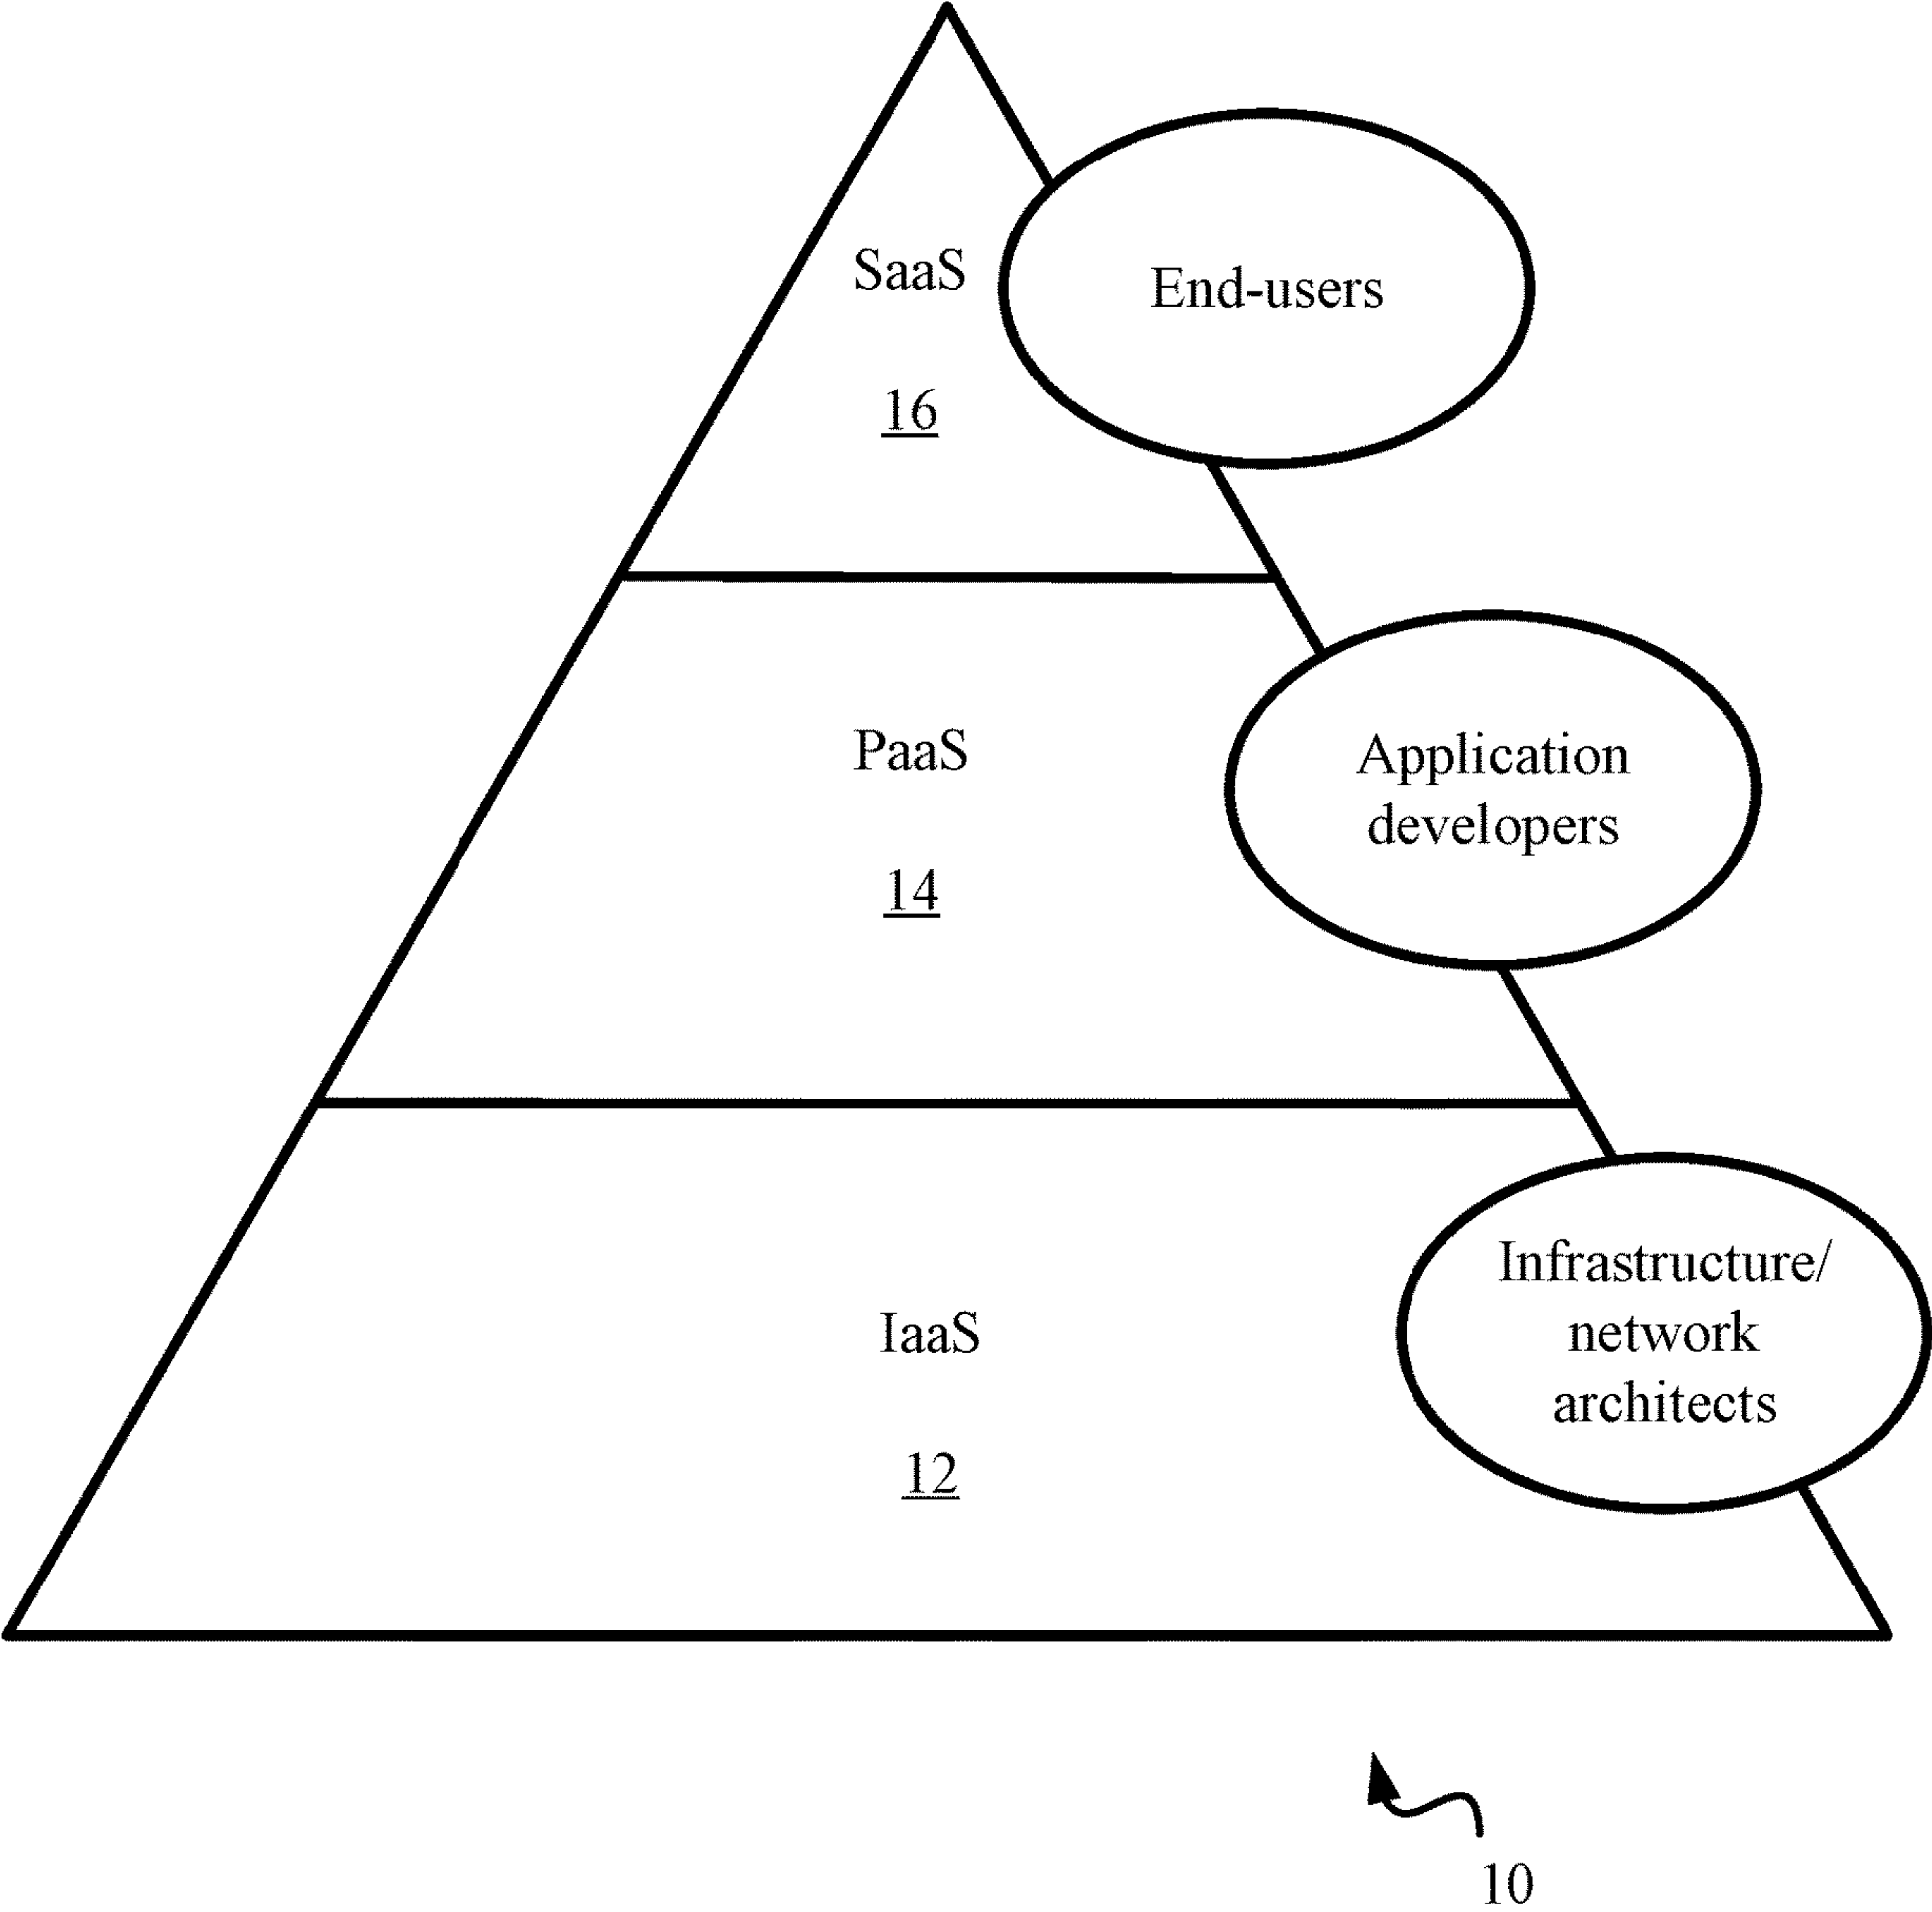 SaaS
16
End-users
PaaS
14
Application
developers
IaaS
12
Infrastructure/
network
architects
10